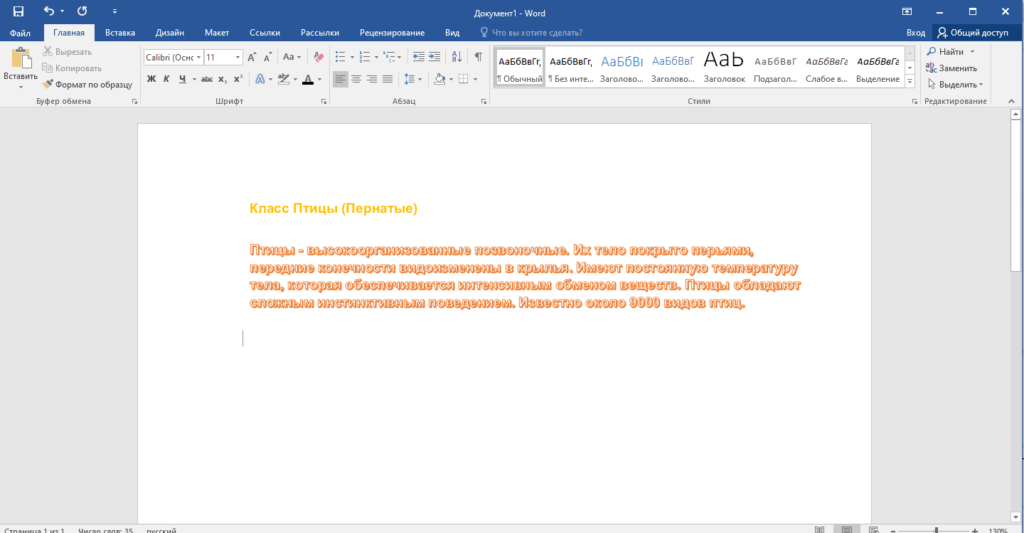 Документ1 - Word
Файл Главная Вставка Дизайн Макет Ссылки Рассылки Рецензирование Вид Что вы хотите сделать? Вход Общий доступ
Вставить
Вырезать
Копировать
Формат по образцу
Буфер обмена
Calibri (Оснс 11
Ж К Ч abc x₂ x²
Шрифт
Абзац
АаБбВвГг, АаБбВвГг, АаБбВı АаБбВвГ АаЬ АаБбВвГ АаБбВвГг АаБбВвГг
¶ Обычный ¶ Без инте... Заголово... Заголово... Заголовок Подзагол... Слабое в... Выделение
Стили
Найти
Заменить
Выделить
Редактирование
Класс Птицы (Пернатые)
Птицы - высокоорганизованные позвоночные. Их тело покрыто перьями,
передние конечности видоизменены в крылья. Имеют постоянную температуру
тела, которая обеспечивается интенсивным обменом веществ. Птицы обладают
сложным инстинктивным поведением. Известно около 9000 видов птиц.
Страница 1 из 1 Число слов: 35 русский 130%